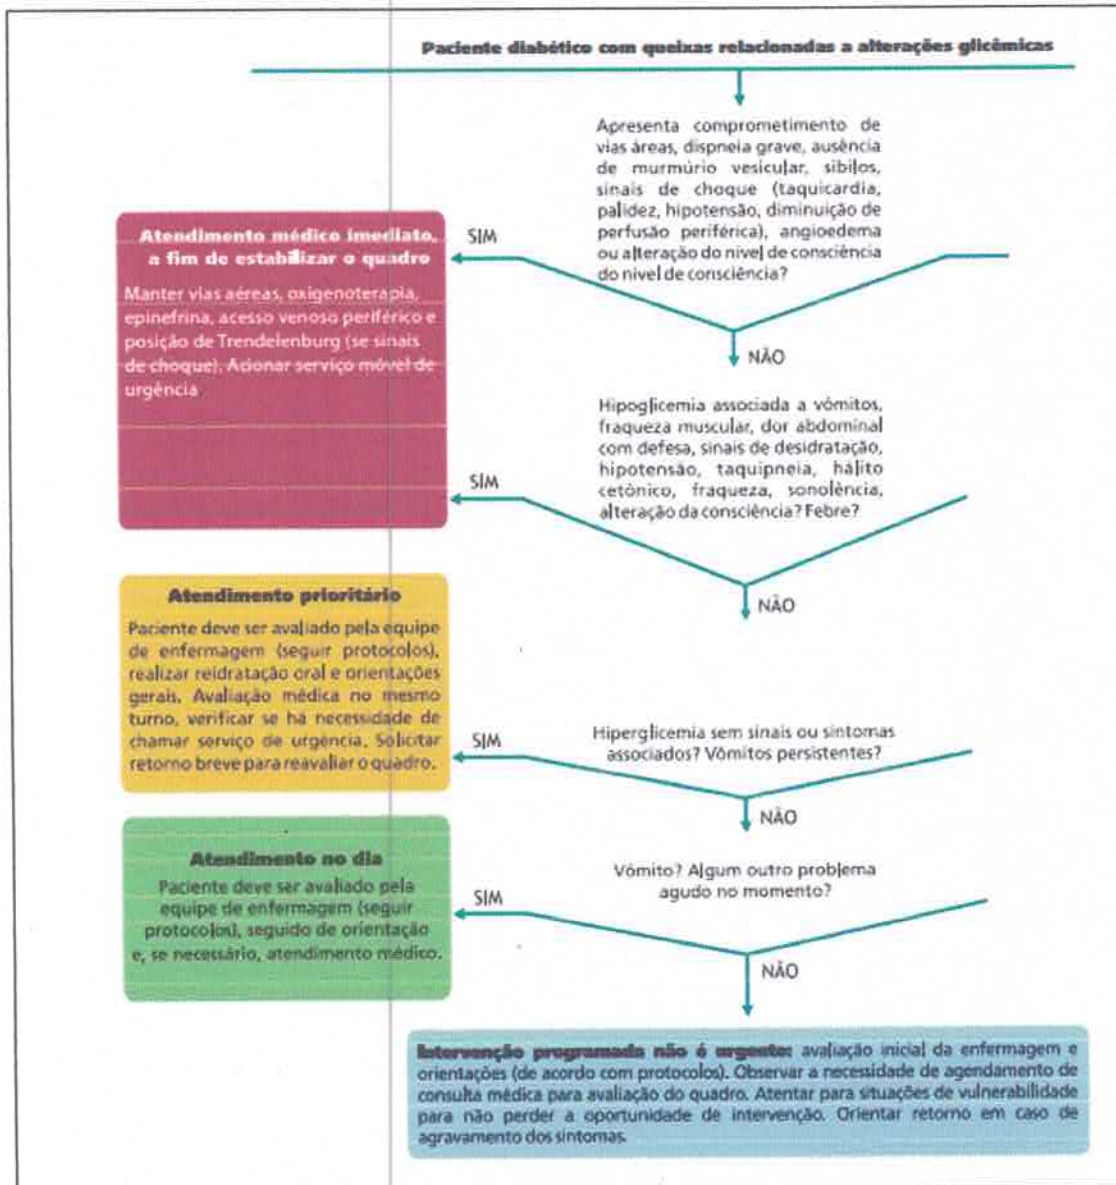 Paciente diabético com queixas relacionadas a alterações glicêmicas
Apresenta comprometimento de
vias áreas, dispneia grave, ausência
de murmúrio vesicular, sibilos,
sinais de choque (taquicardia,
palidez, hipotensão, diminuição de
perfusão periférica), angioedema
ou alteração do nível de consciência
do nível de consciência?
SIM
Atendimento médico imediato,
a fim de estabilizar o quadro
Manter vias aéreas, oxigenoterapia,
epinefrina, acesso venoso periférico e
posição de Trendelenburg (se sinais
de choque). Acionar serviço móvel de
urgência
NÃO
Hipoglicemia associada a vômitos,
fraqueza muscular, dor abdominal
com defesa, sinais de desidratação,
hipotensão, taquipneia, hálito
cetônico, fraqueza, sonolência,
alteração da consciência? Febre?
SIM
NÃO
Atendimento prioritário
Paciente deve ser avaliado pela equipe
de enfermagem (seguir protocolos),
realizar reidratação oral e orientações
gerais. Avaliação médica no mesmo
turno, verificar se há necessidade de
chamar serviço de urgência. Solicitar
retorno breve para reavaliar o quadro.
Hiperglicemia sem sinais ou sintomas
associados? Vômitos persistentes?
SIM
NÃO
Atendimento no dia
Paciente deve ser avaliado pela
equipe de enfermagem (seguir
protocolos), seguido de orientação
e, se necessário, atendimento médico.
Vômito? Algum outro problema
agudo no momento?
SIM
NÃO
Intervenção programada não é urgente: avaliação inicial da enfermagem e
orientações (de acordo com protocolos). Observar a necessidade de agendamento de
consulta médica para avaliação do quadro. Atentar para situações de vulnerabilidade
para não perder a oportunidade de intervenção. Orientar retorno em caso de
agravamento dos sintomas.